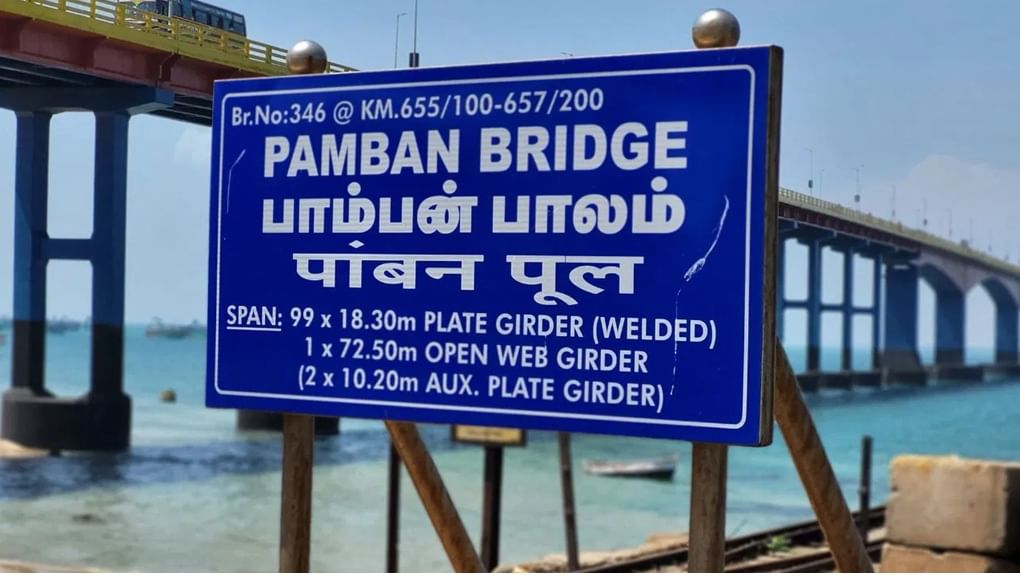 Br.No:346 @ KM.655/100-657/200
PAMBAN BRIDGE
பாம்பன் பாலம்
पांबन पूल
SPAN: 99 x 18.30m PLATE GIRDER (WELDED)
1 x 72.50m OPEN WEB GIRDER
(2 x 10.20m AUX. PLATE GIRDER)